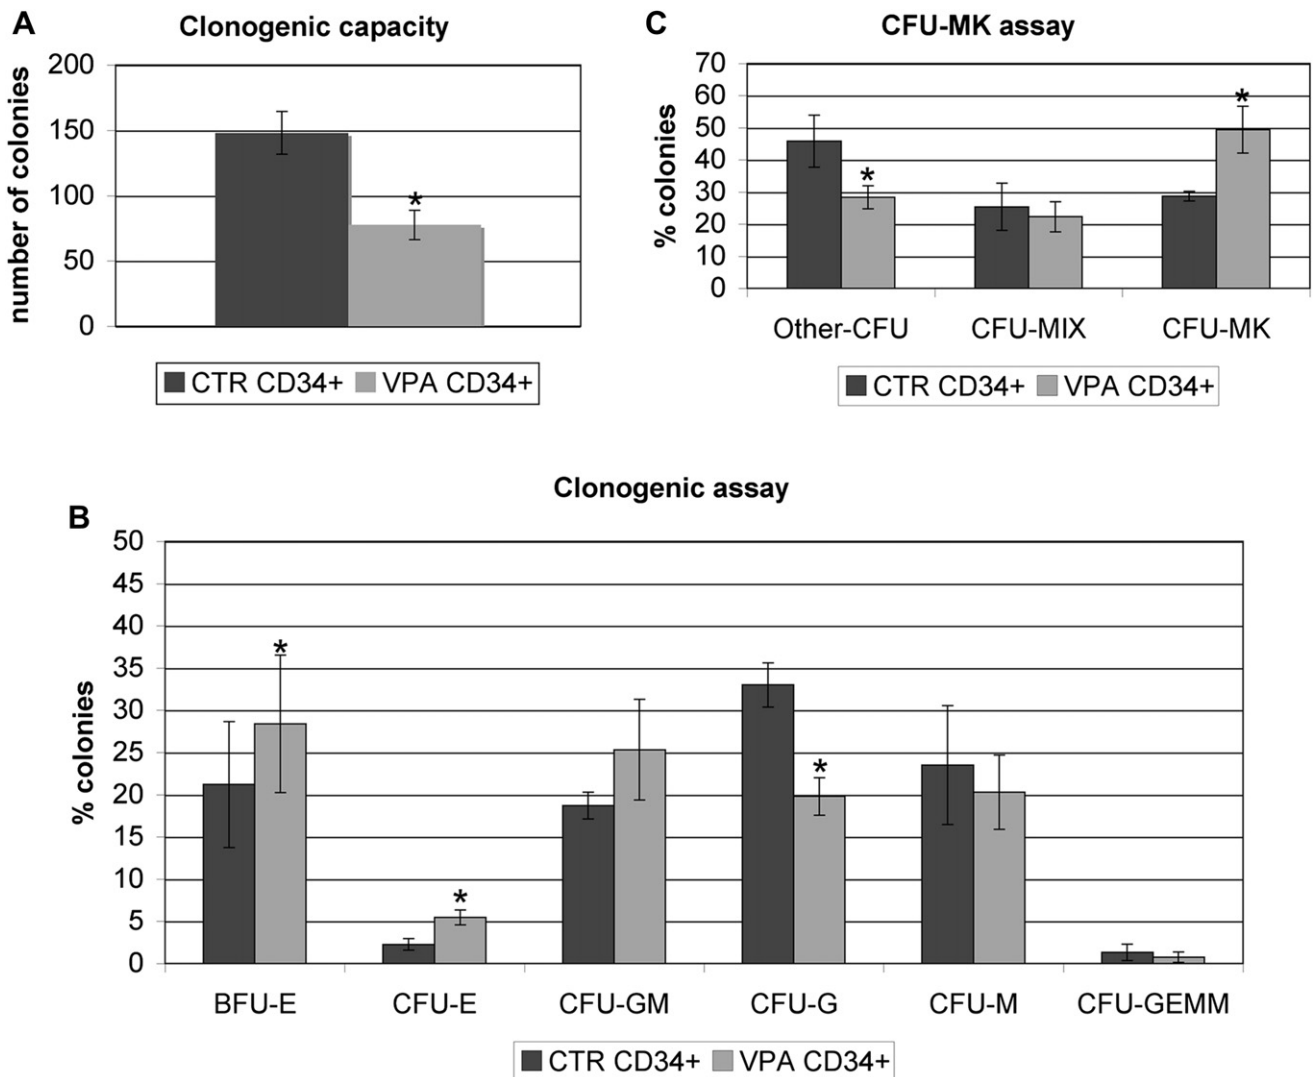 A
Clonogenic capacity
number of colonies
200
150
100
50
0
*
CTR CD34+ VPA CD34+
C
CFU-MK assay
% colonies
70
60
50
40
30
20
10
0
*
*
Other-CFU CFU-MIX CFU-MK
CTR CD34+ VPA CD34+
B
Clonogenic assay
% colonies
50
45
40
35
30
25
20
15
10
5
0
*
*
*
BFU-E CFU-E CFU-GM CFU-G CFU-M CFU-GEMM
CTR CD34+ VPA CD34+